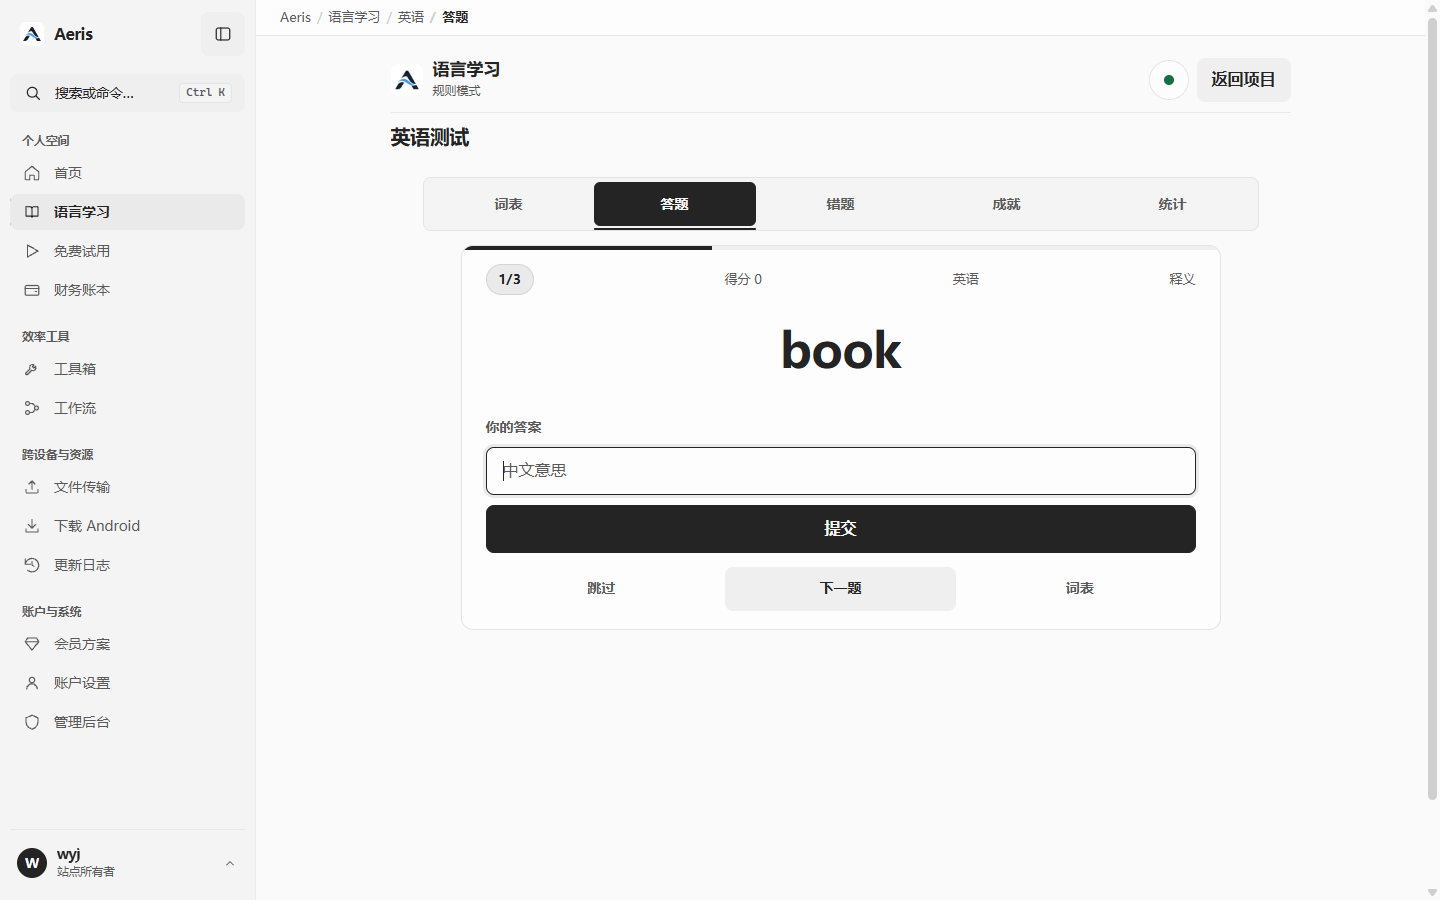 Aeris
搜索或命令... Ctrl K
个人空间
首页
语言学习
免费试用
财务账本
效率工具
工具箱
工作流
跨设备与资源
文件传输
下载 Android
更新日志
账户与系统
会员方案
账户设置
管理后台
W
wyj
站点所有者
Aeris / 语言学习 / 英语 / 答题
语言学习
规则模式
返回项目
英语测试
词表 答题 错题 成就 统计
1/3 得分 0 英语 释义
book
你的答案
中文意思
提交
跳过 下一题 词表